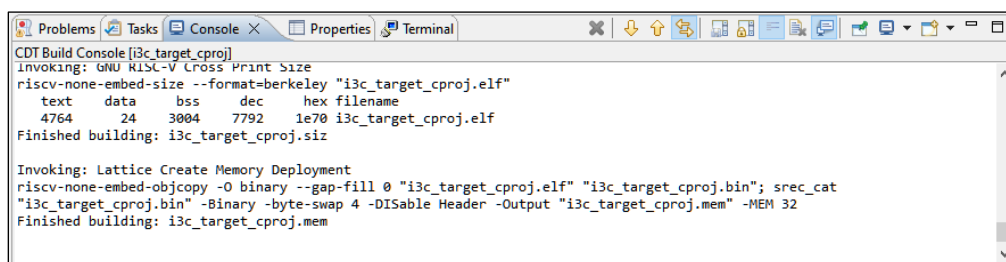 Problems Tasks Console Properties Terminal
CDT Build Console [i3c_target_cproj]
Invoking: GNU RISC-V Cross Print Size
riscv-none-embed-size --format=berkeley "i3c_target_cproj.elf"
text data bss dec hex filename
4764 24 3004 7792 1e70 i3c_target_cproj.elf
Finished building: i3c_target_cproj.siz
Invoking: Lattice Create Memory Deployment
riscv-none-embed-objcopy -O binary --gap-fill 0 "i3c_target_cproj.elf" "i3c_target_cproj.bin"; srec_cat
"i3c_target_cproj.bin" -Binary -byte-swap 4 -DISable Header -Output "i3c_target_cproj.mem" -MEM 32
Finished building: i3c_target_cproj.mem